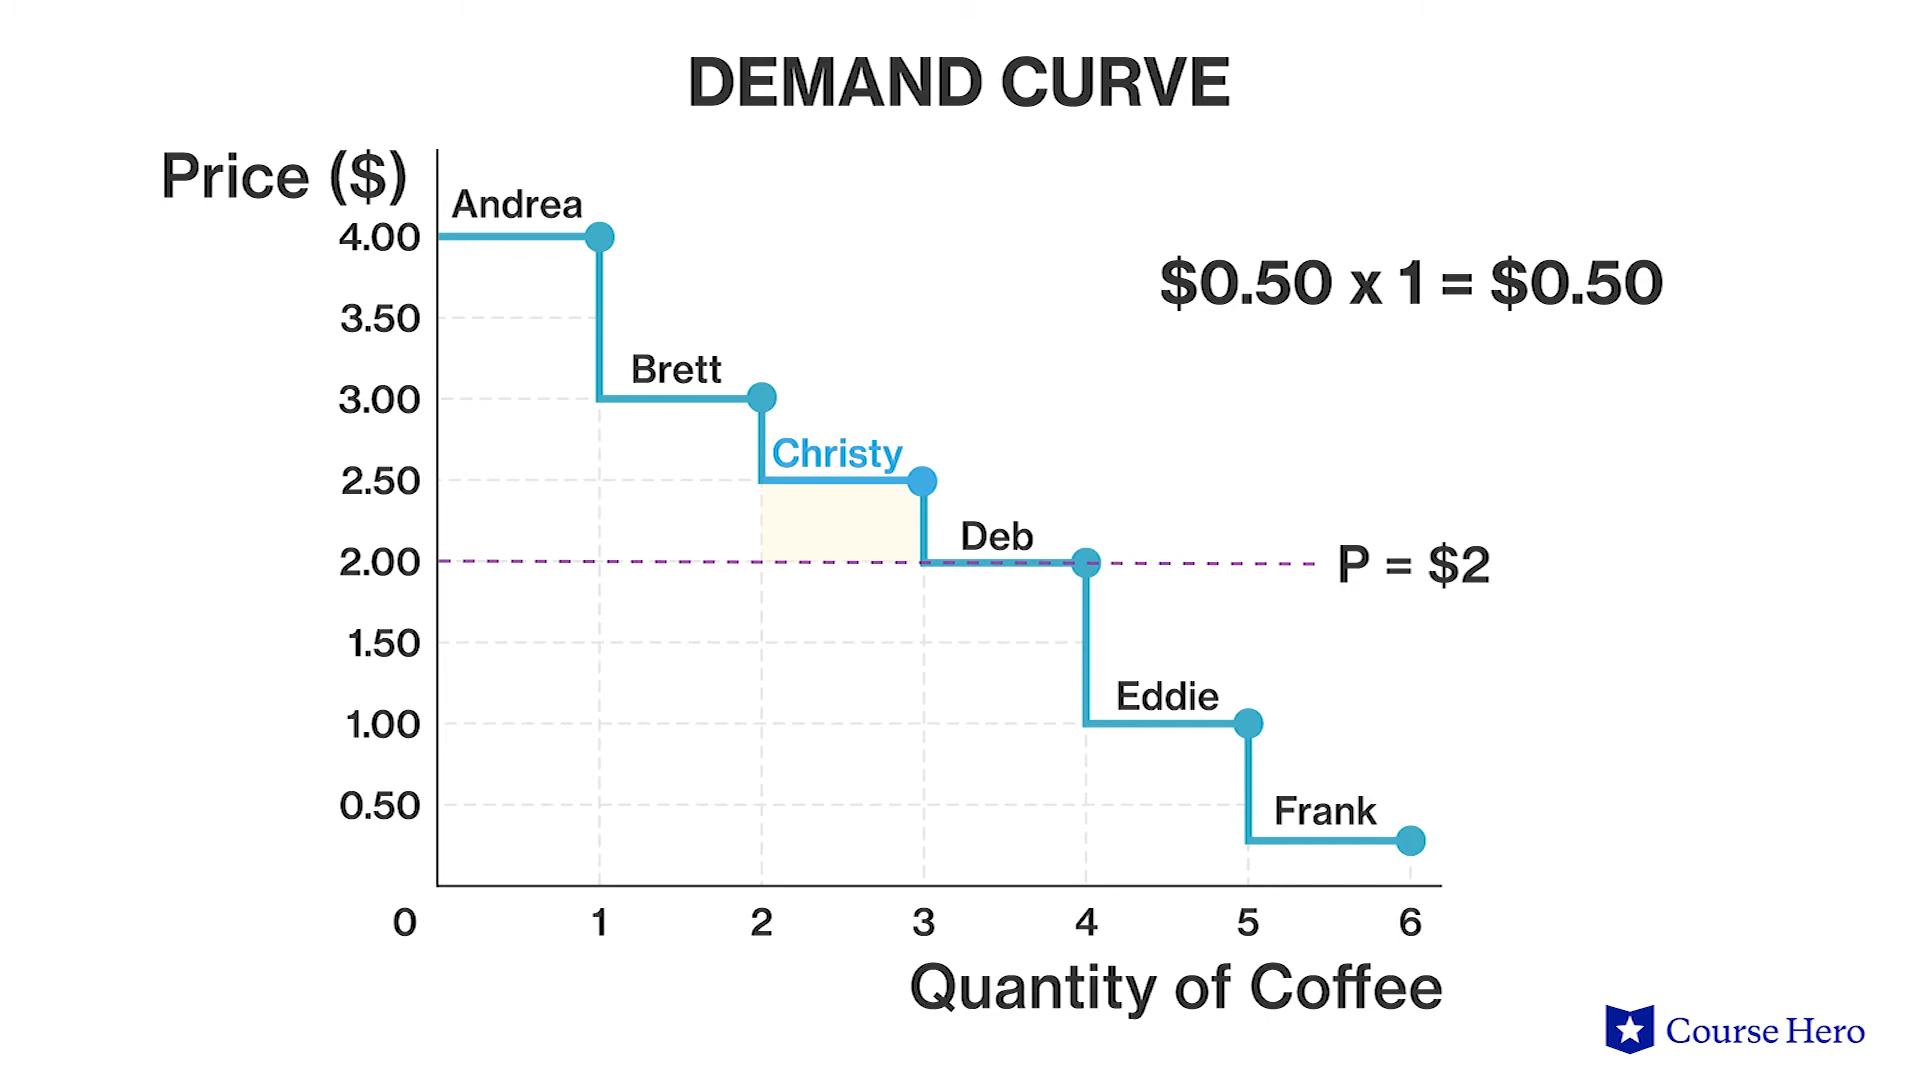 DEMAND CURVE
Price ($)
Andrea
4.00
$0.50 x 1 = $0.50
3.50
Brett
3.00
Christy
2.50
Deb
2.00
P = $2
1.50
Eddie
1.00
Frank
0.50
0 1 2 3 4 5 6
Quantity of Coffee
Course Hero